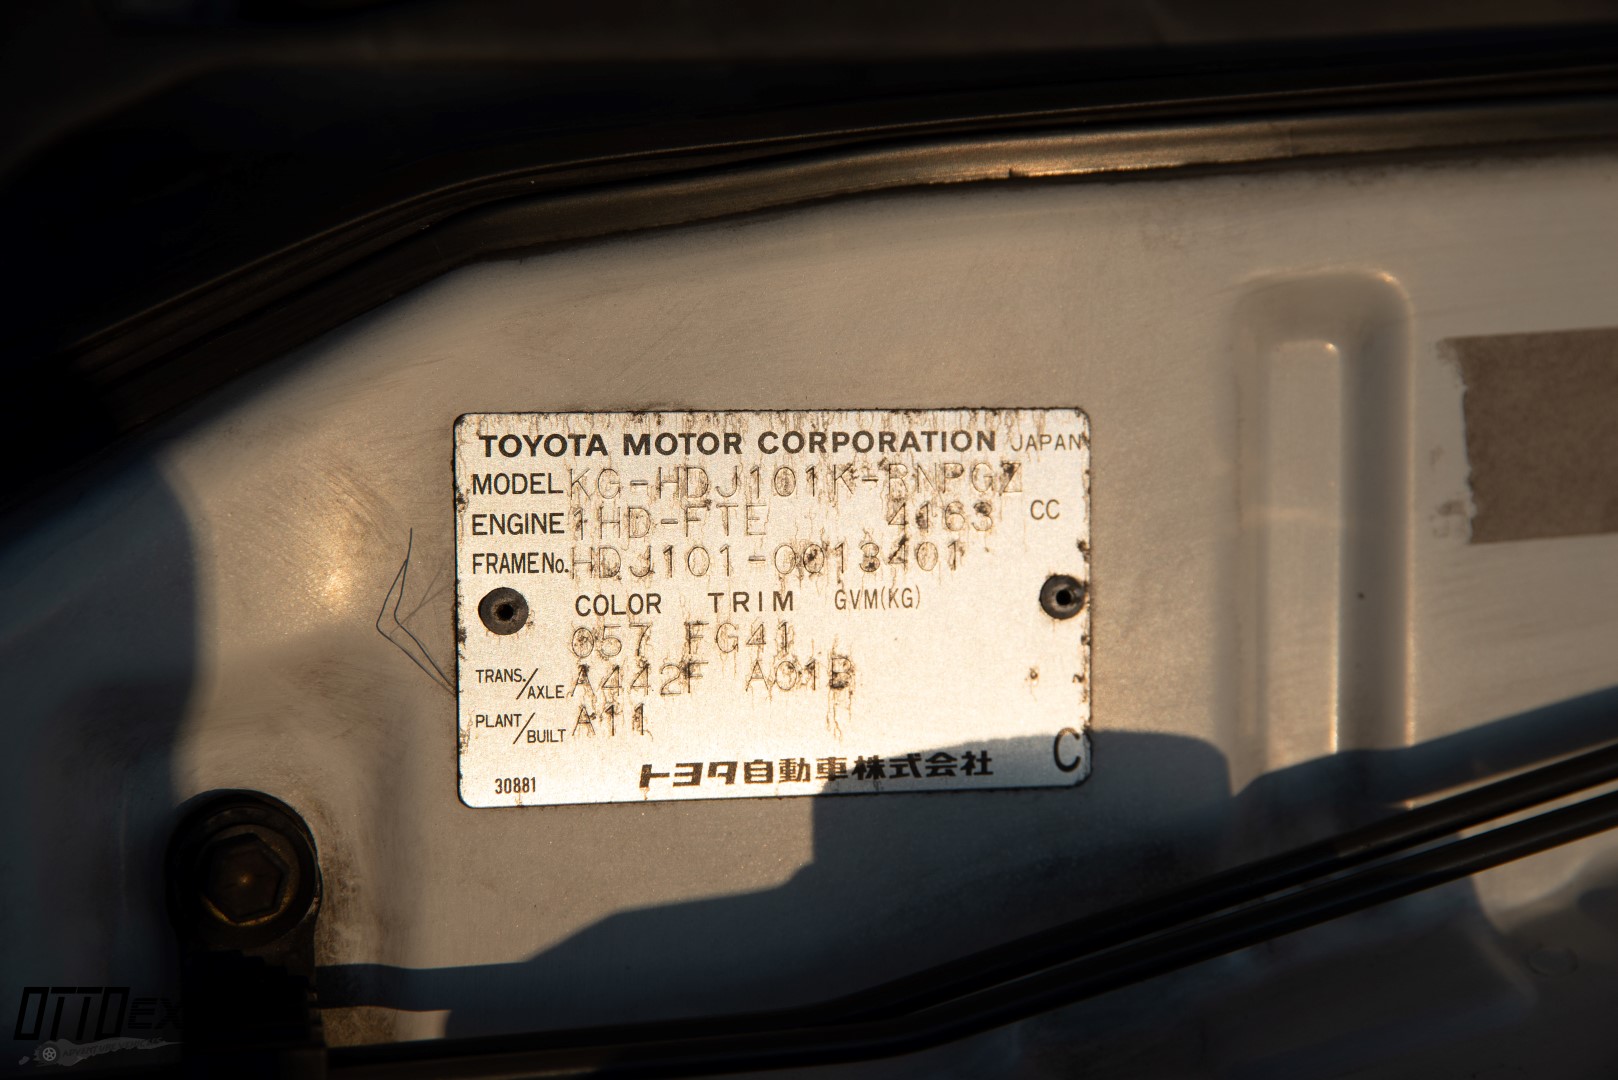 TOYOTA MOTOR CORPORATION JAPAN
MODEL KG-HDJ101K-RNPGZ
ENGINE 1HD-FTE 4163 CC
FRAME No. HDJ101-0013401
COLOR TRIM GVM(KG)
057 FG41
TRANS./AXLE A442F A01B
PLANT/BUILT A11
30881 トヨタ自動車株式会社 C
OTTOEX